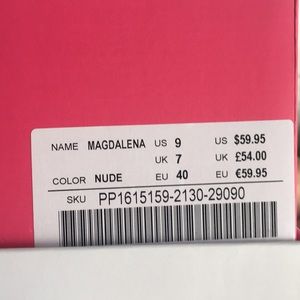 NAME MAGDALENA US 9 US $59.95
UK 7 UK £54.00
COLOR NUDE EU 40 EU €59.95
SKU PP1615159-2130-29090